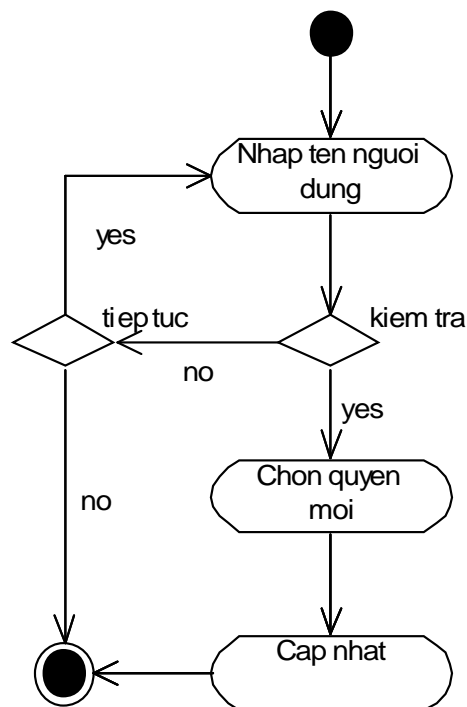 Nhap ten nguoi
dung
yes
tiep tuc
kiem tra
no
yes
Chon quyen
moi
no
Cap nhat